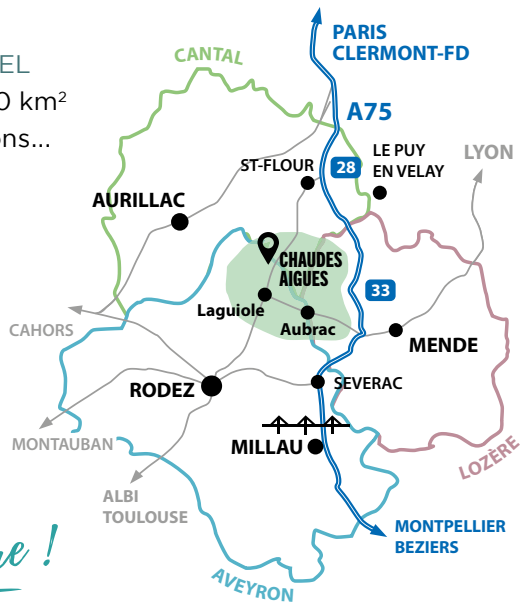 PARIS
CLERMONT-FD
CANTAL
EL
0 km²
ons...
A75
LE PUY
EN VELAY
LYON
ST-FLOUR
28
AURILLAC
CHAUDES
AIGUES
33
Laguiole
Aubrac
CAHORS
MENDE
RODEZ
SEVERAC
MONTAUBAN
MILLAU
LOZÈRE
ALBI
TOULOUSE
MONTPELLIER
BEZIERS
e !
AVEYRON